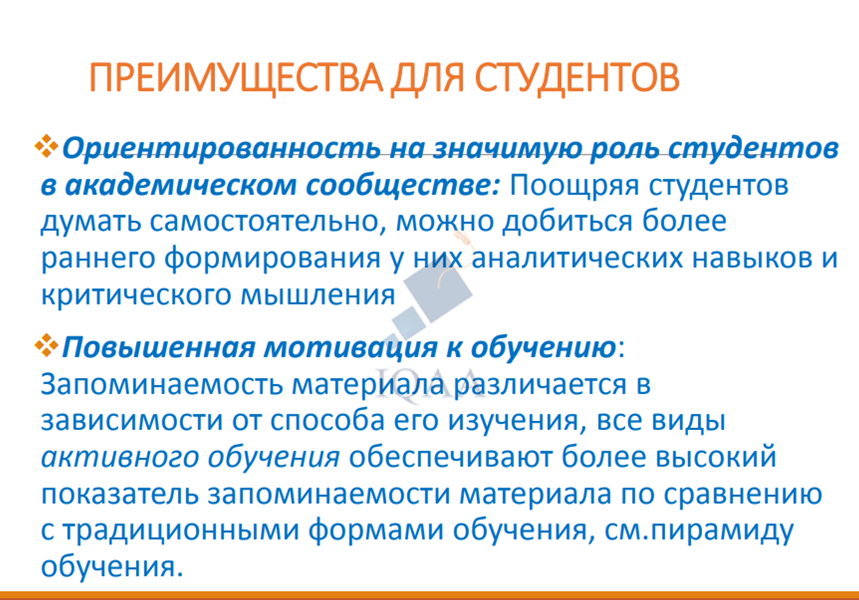 ПРЕИМУЩЕСТВА ДЛЯ СТУДЕНТОВ
❖Ориентированность на значимую роль студентов
в академическом сообществе: Поощряя студентов
думать самостоятельно, можно добиться более
раннего формирования у них аналитических навыков и
критического мышления
❖Повышенная мотивация к обучению:
Запоминаемость материала различается в
зависимости от способа его изучения, все виды
активного обучения обеспечивают более высокий
показатель запоминаемости материала по сравнению
с традиционными формами обучения, см.пирамиду
обучения.
IQAA